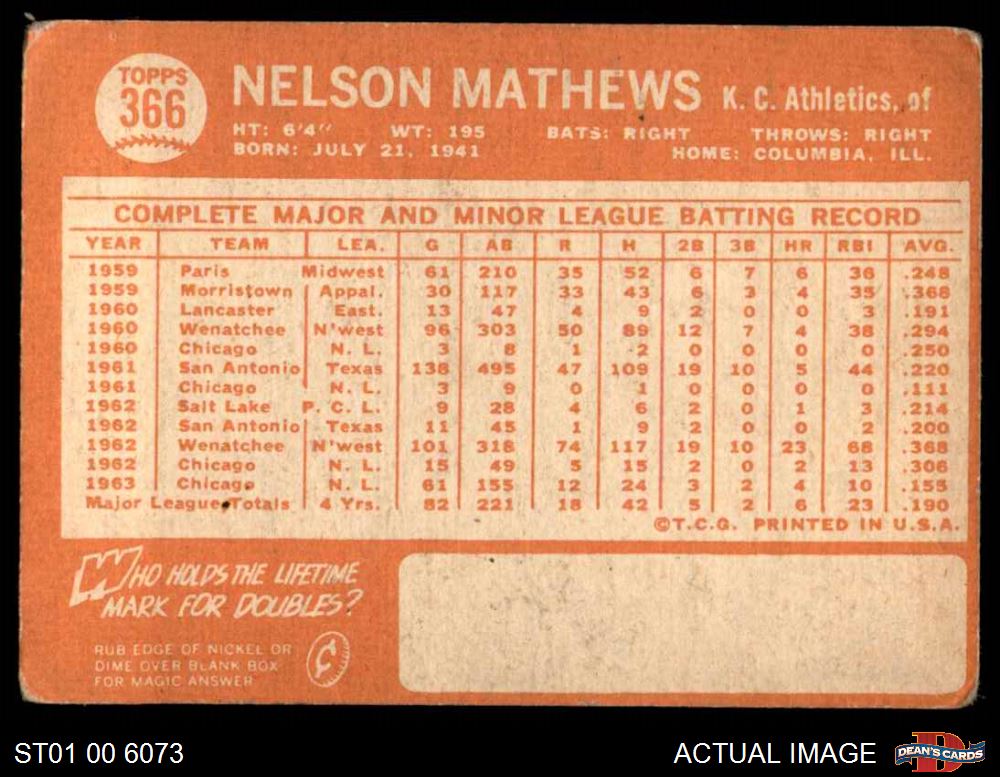 TOPPS
366
NELSON MATHEWS K. C. Athletics, of
HT: 6'4" WT: 195 BATS: RIGHT THROWS: RIGHT
BORN: JULY 21, 1941 HOME: COLUMBIA, ILL.
COMPLETE MAJOR AND MINOR LEAGUE BATTING RECORD
YEAR TEAM LEA. G AB R H 2B 3B HR RBI AVG.
1959 Paris Midwest 61 210 35 52 6 7 6 36 .248
1959 Morristown Appal. 30 117 33 43 6 3 4 35 .368
1960 Lancaster East. 13 47 4 9 2 0 0 3 .191
1960 Wenatchee N'west 96 303 50 89 12 7 4 38 .294
1960 Chicago N. L. 3 8 1 2 0 0 0 0 .250
1961 San Antonio Texas 138 495 47 109 19 10 5 44 .220
1961 Chicago N. L. 3 9 0 1 0 0 0 0 .111
1962 Salt Lake P. C. L. 9 28 4 6 2 0 1 3 .214
1962 San Antonio Texas 11 45 1 9 2 0 0 2 .200
1962 Wenatchee N'west 101 318 74 117 19 10 23 68 .368
1962 Chicago N. L. 15 49 5 15 2 0 2 13 .306
1963 Chicago N. L. 61 155 12 24 3 2 4 10 .155
Major League Totals 4 Yrs. 82 221 18 42 5 2 6 23 .190
©T.C.G. PRINTED IN U.S.A.
WHO HOLDS THE LIFETIME
MARK FOR DOUBLES?
RUB EDGE OF NICKEL OR
DIME OVER BLANK BOX
FOR MAGIC ANSWER
ST01 00 6073
ACTUAL IMAGE
DEAN'S CARDS